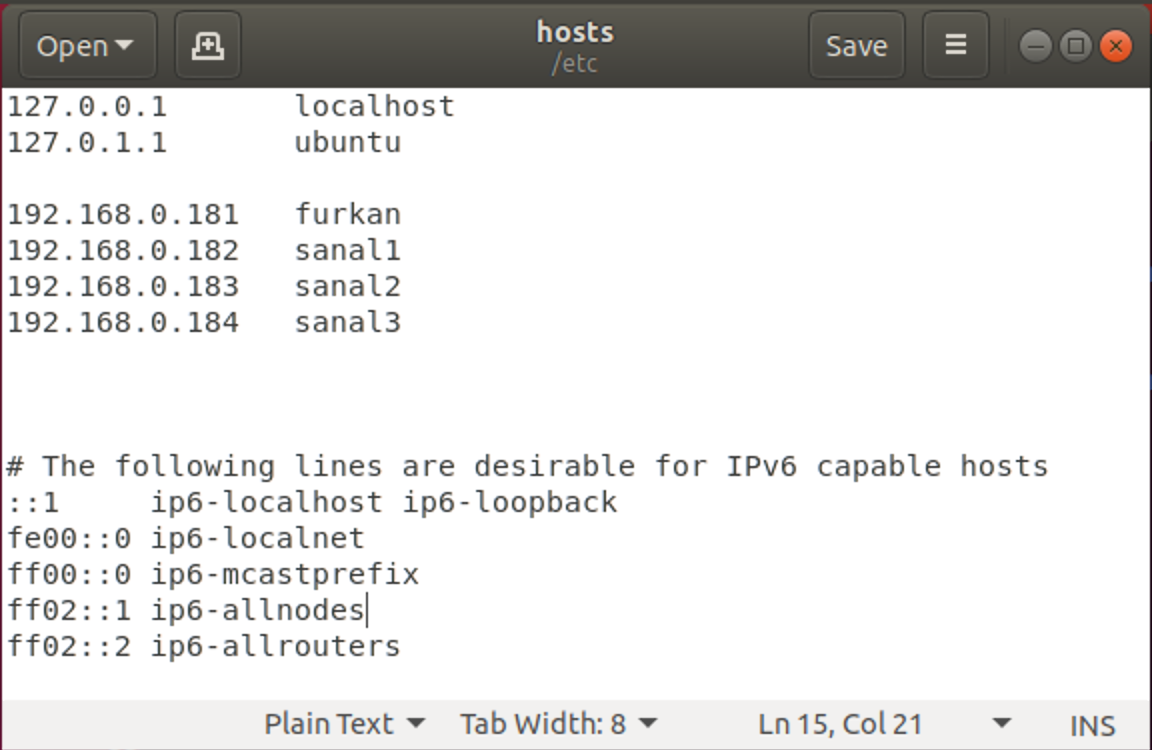 Open
hosts
/etc
Save
127.0.0.1 localhost
127.0.1.1 ubuntu
192.168.0.181 furkan
192.168.0.182 sanal1
192.168.0.183 sanal2
192.168.0.184 sanal3
# The following lines are desirable for IPv6 capable hosts
::1 ip6-localhost ip6-loopback
fe00::0 ip6-localnet
ff00::0 ip6-mcastprefix
ff02::1 ip6-allnodes
ff02::2 ip6-allrouters
Plain Text Tab Width: 8 Ln 15, Col 21 INS